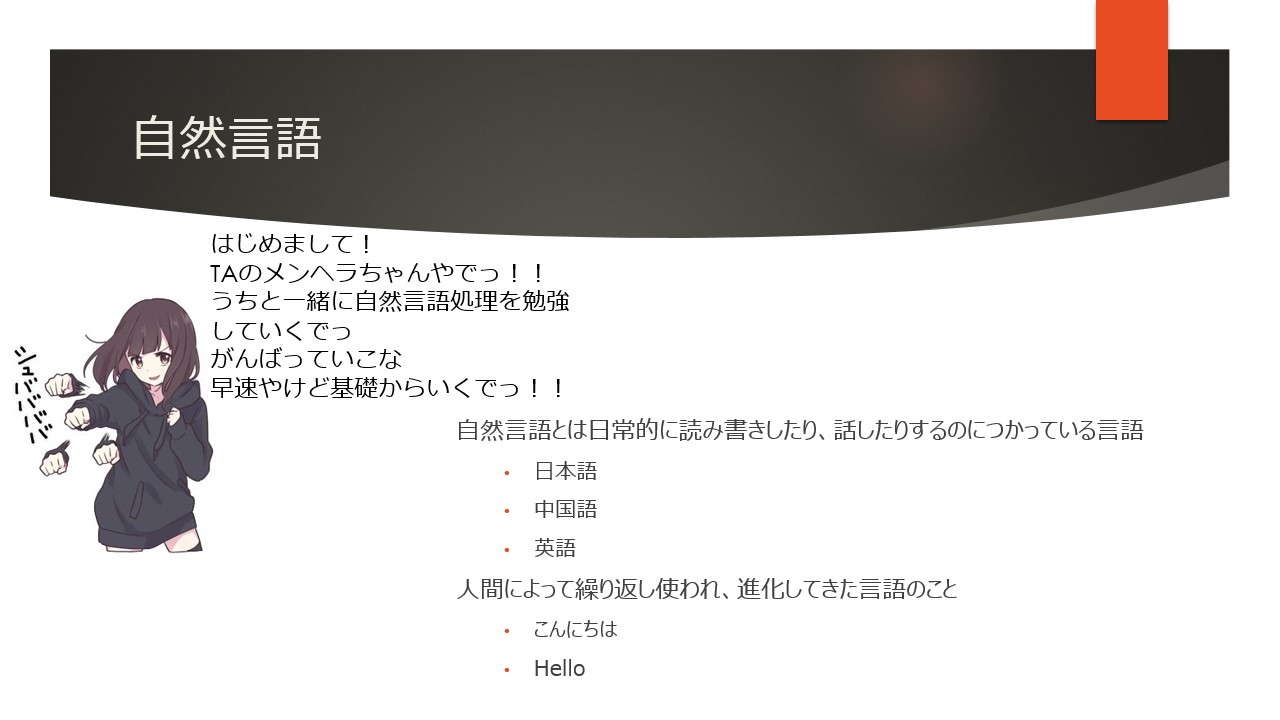 自然言語
はじめまして！
TAのメンヘラちゃんやでっ！！
うちと一緒に自然言語処理を勉強
していくでっ
がんばっていこな
早速やけど基礎からいくでっ！！
シュババババ
自然言語とは日常的に読み書きしたり、話したりするのにつかっている言語
• 日本語
• 中国語
• 英語
人間によって繰り返し使われ、進化してきた言語のこと
• こんにちは
• Hello